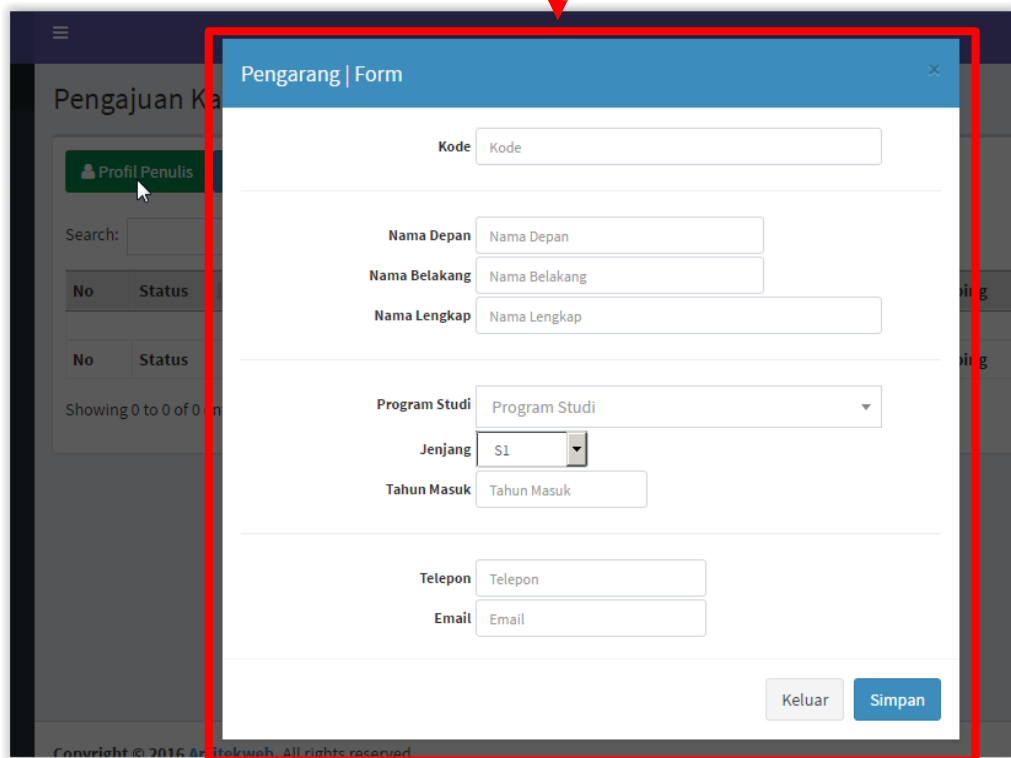 Pengarang | Form ×
Pengajuan Ka
Kode Kode
Profil Penulis
Search:
Nama Depan Nama Depan
Nama Belakang Nama Belakang
No Status
Nama Lengkap Nama Lengkap
No Status
Program Studi Program Studi
Showing 0 to 0 of 0 en
Jenjang S1
Tahun Masuk Tahun Masuk
Telepon Telepon
Email Email
Keluar Simpan
Copyright © 2016 Arsitekweb. All rights reserved.